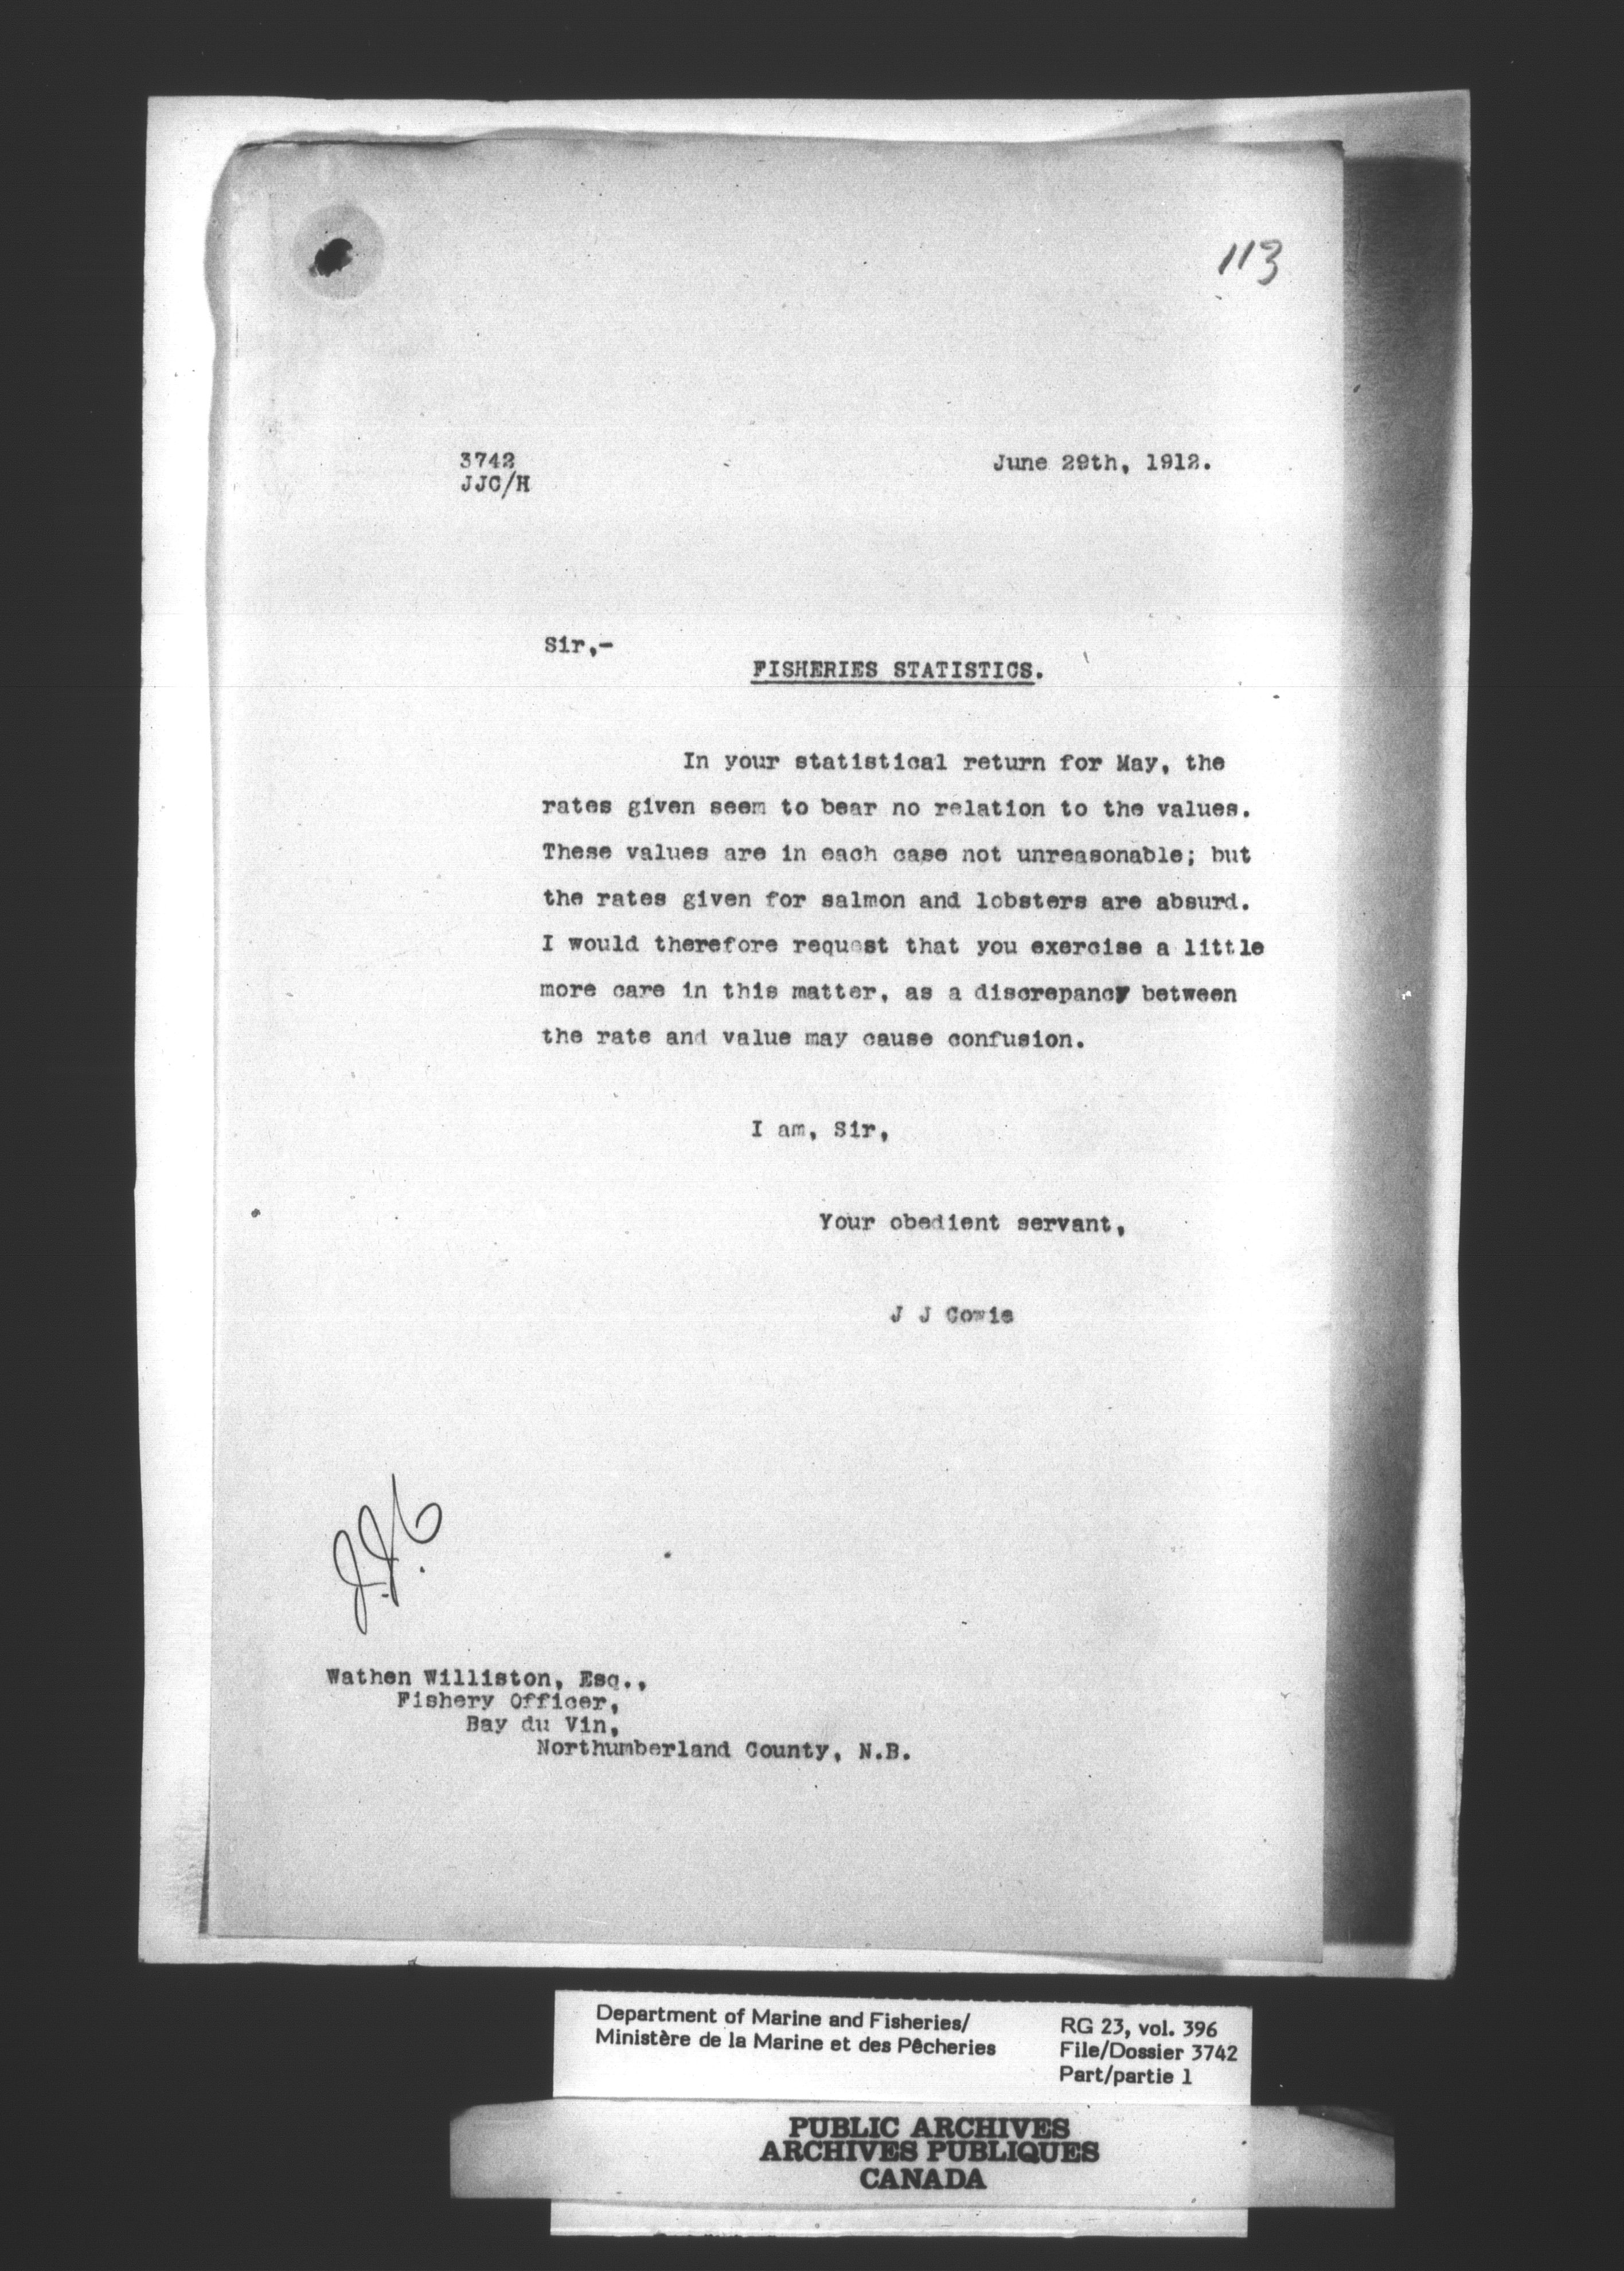 113
3742
JJC/H
June 29th, 1912.
Sir,-
FISHERIES STATISTICS.
In your statistical return for May, the
rates given seem to bear no relation to the values.
These values are in each case not unreasonable; but
the rates given for salmon and lobsters are absurd.
I would therefore request that you exercise a little
more care in this matter, as a discrepancy between
the rate and value may cause confusion.
I am, Sir,
Your obedient servant,
J J Cowie
J.J.C.
Wathen Williston, Esq.,
Fishery Officer,
Bay du Vin,
Northumberland County, N.B.
Department of Marine and Fisheries/
Ministère de la Marine et des Pêcheries
RG 23, vol. 396
File/Dossier 3742
Part/partie 1
PUBLIC ARCHIVES
ARCHIVES PUBLIQUES
CANADA